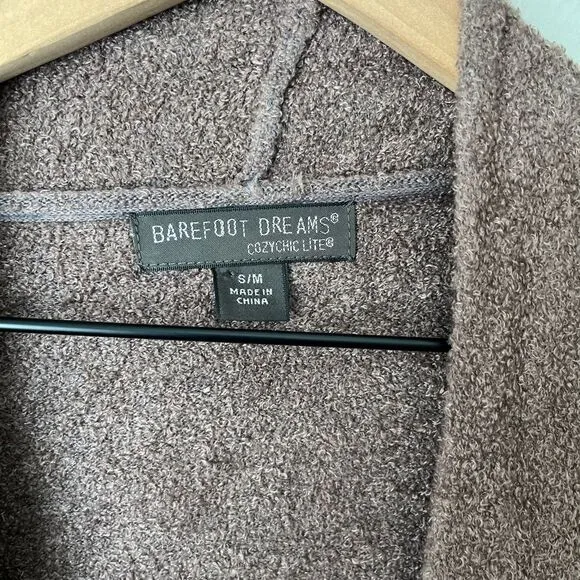 BAREFOOT DREAMS®
COZYCHIC LITE®
S/M
MADE IN
CHINA